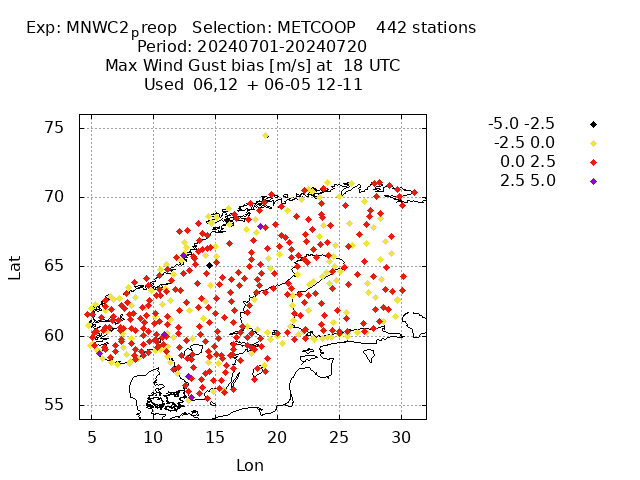 Exp: MNWC2preop   Selection: METCOOP    442 stations
Period: 20240701-20240720
Max Wind Gust bias [m/s] at  18 UTC
Used  06,12  + 06-05 12-11
-5.0 -2.5
-2.5 0.0
0.0 2.5
2.5 5.0
75
70
65
60
55
Lat
5 10 15 20 25 30
Lon